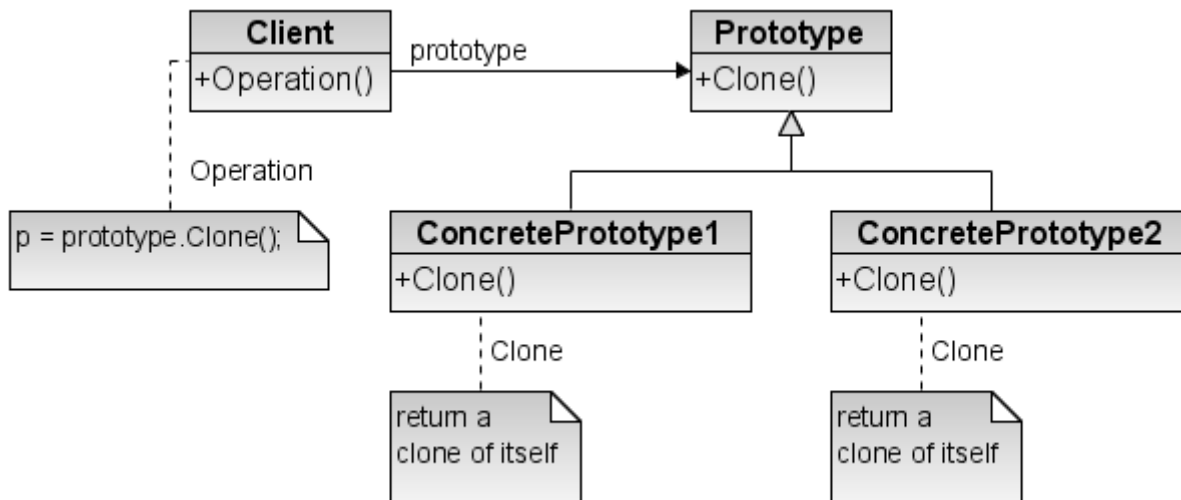 Client
+Operation()
prototype
Prototype
+Clone()
Operation
p = prototype.Clone();
ConcretePrototype1
+Clone()
ConcretePrototype2
+Clone()
Clone
return a
clone of itself
Clone
return a
clone of itself